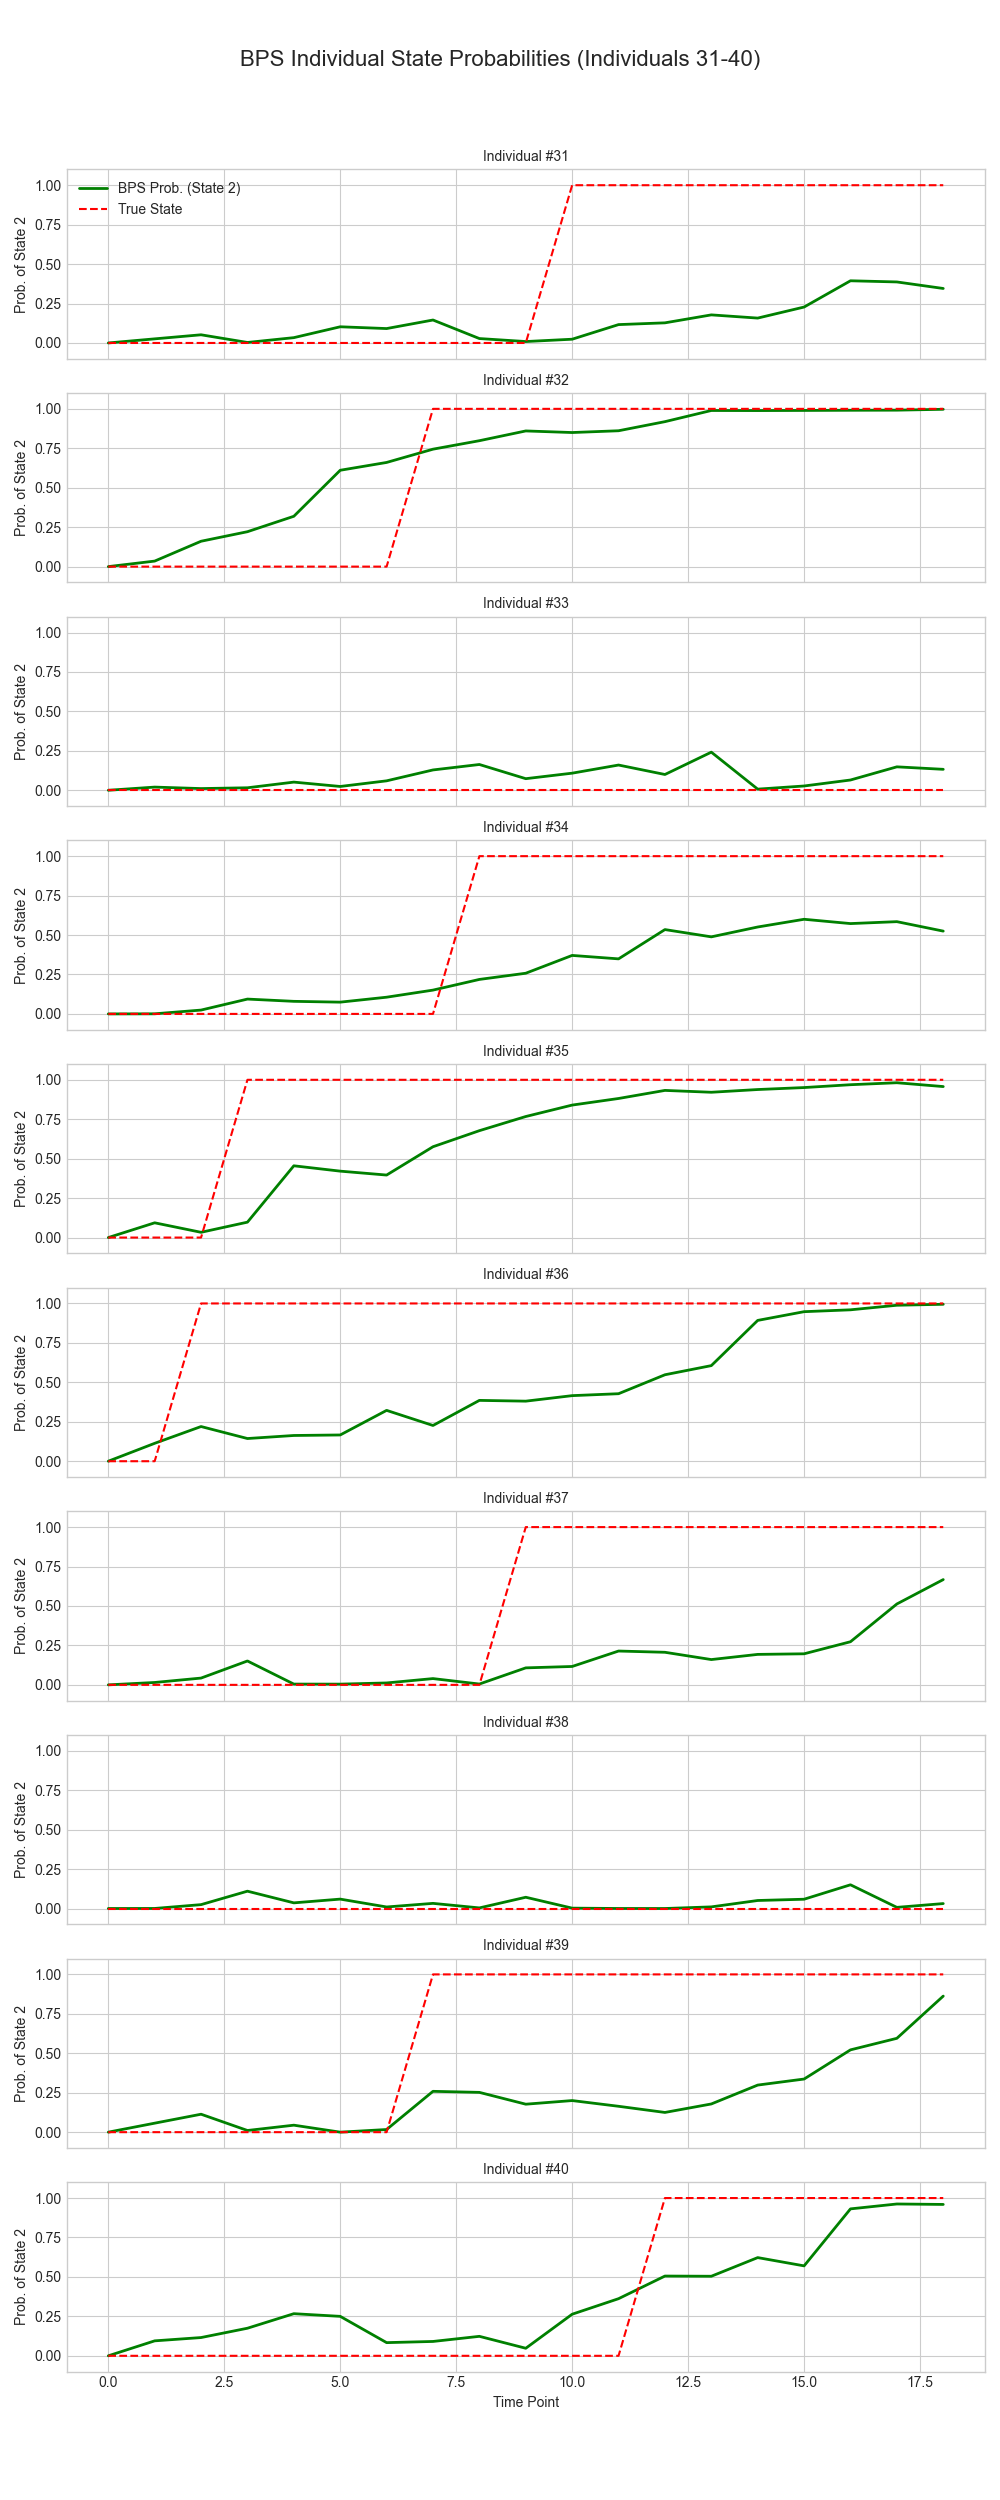 BPS Individual State Probabilities (Individuals 31-40)
Individual #31
BPS Prob. (State 2)
True State
Prob. of State 2
1.00
0.75
0.50
0.25
0.00
Individual #32
Prob. of State 2
1.00
0.75
0.50
0.25
0.00
Individual #33
Prob. of State 2
1.00
0.75
0.50
0.25
0.00
Individual #34
Prob. of State 2
1.00
0.75
0.50
0.25
0.00
Individual #35
Prob. of State 2
1.00
0.75
0.50
0.25
0.00
Individual #36
Prob. of State 2
1.00
0.75
0.50
0.25
0.00
Individual #37
Prob. of State 2
1.00
0.75
0.50
0.25
0.00
Individual #38
Prob. of State 2
1.00
0.75
0.50
0.25
0.00
Individual #39
Prob. of State 2
1.00
0.75
0.50
0.25
0.00
Individual #40
Prob. of State 2
1.00
0.75
0.50
0.25
0.00
0.0 2.5 5.0 7.5 10.0 12.5 15.0 17.5
Time Point